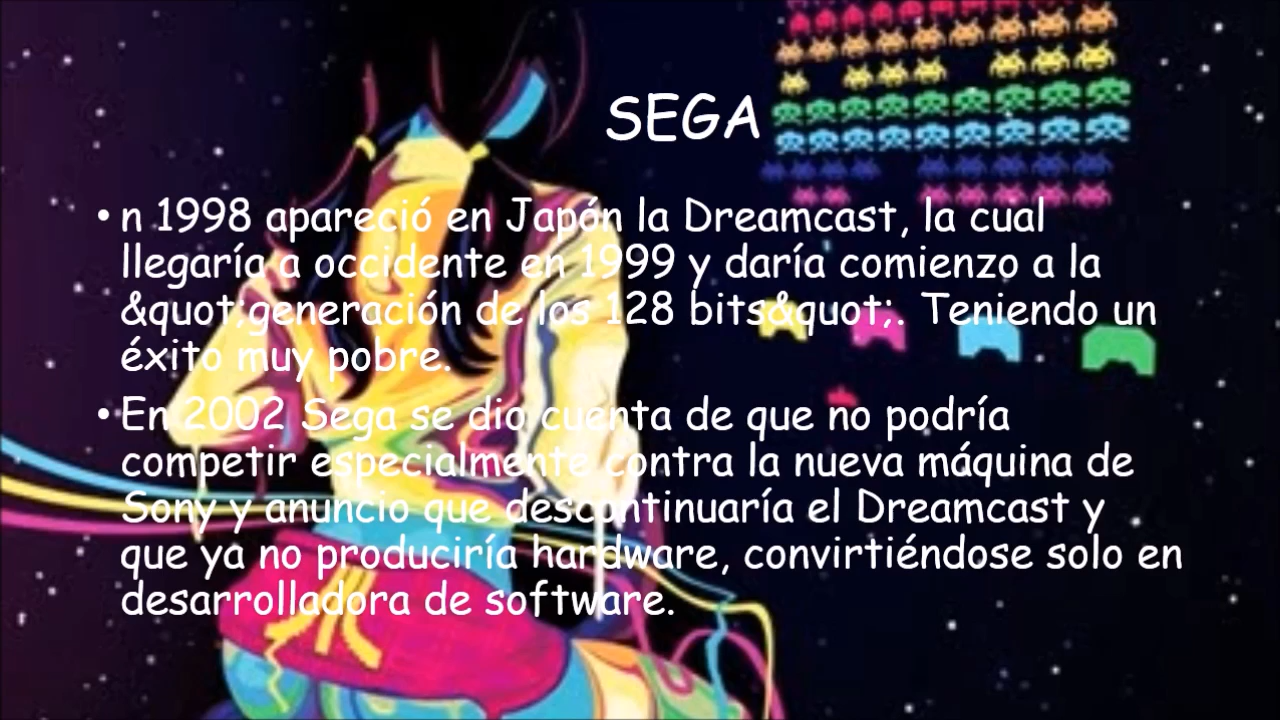 SEGA
• n 1998 apareció en Japón la Dreamcast, la cual
llegaría a occidente en 1999 y daría comienzo a la
&quot;generación de los 128 bits&quot;. Teniendo un
éxito muy pobre.
• En 2002 Sega se dio cuenta de que no podría
competir especialmente contra la nueva máquina de
Sony y anuncio que descontinuaría el Dreamcast y
que ya no produciría hardware, convirtiéndose solo en
desarrolladora de software.